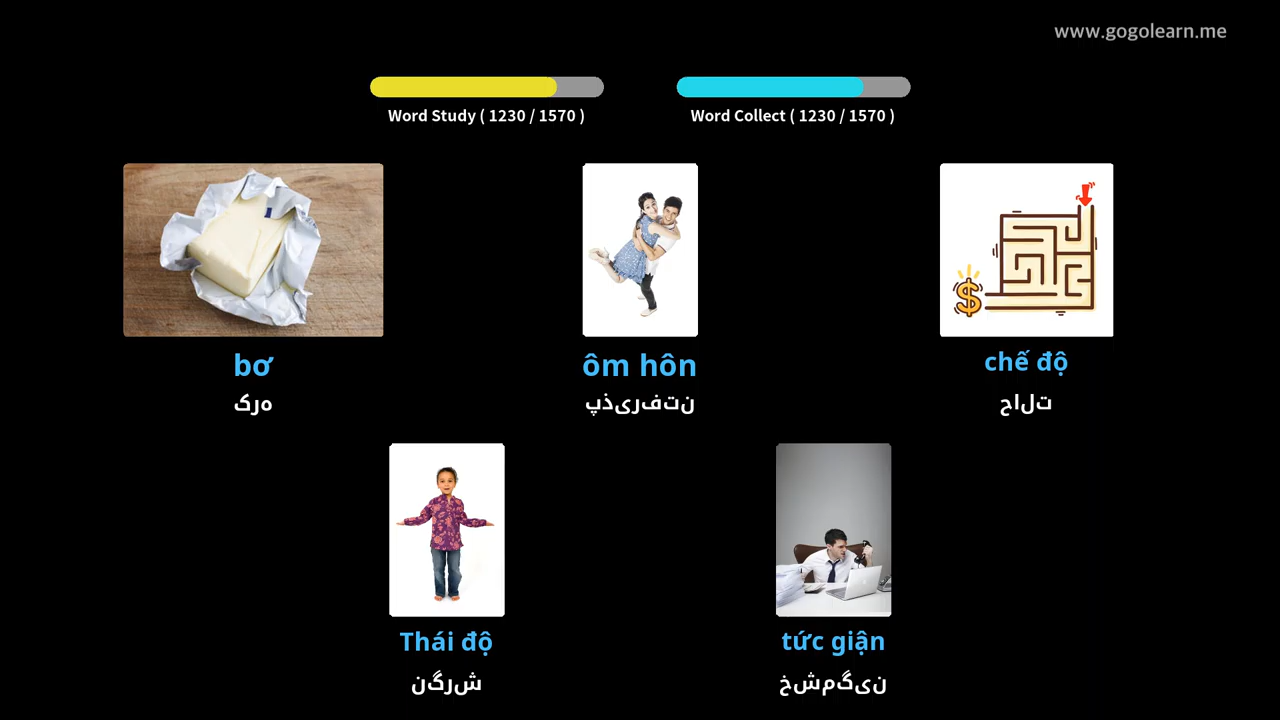 www.gogolearn.me
Word Study ( 1230 / 1570 )
Word Collect ( 1230 / 1570 )
bơ
هرک
ôm hôn
نتفریذپ
chế độ
تلاح
Thái độ
شرگن
tức giận
نیگمشخ